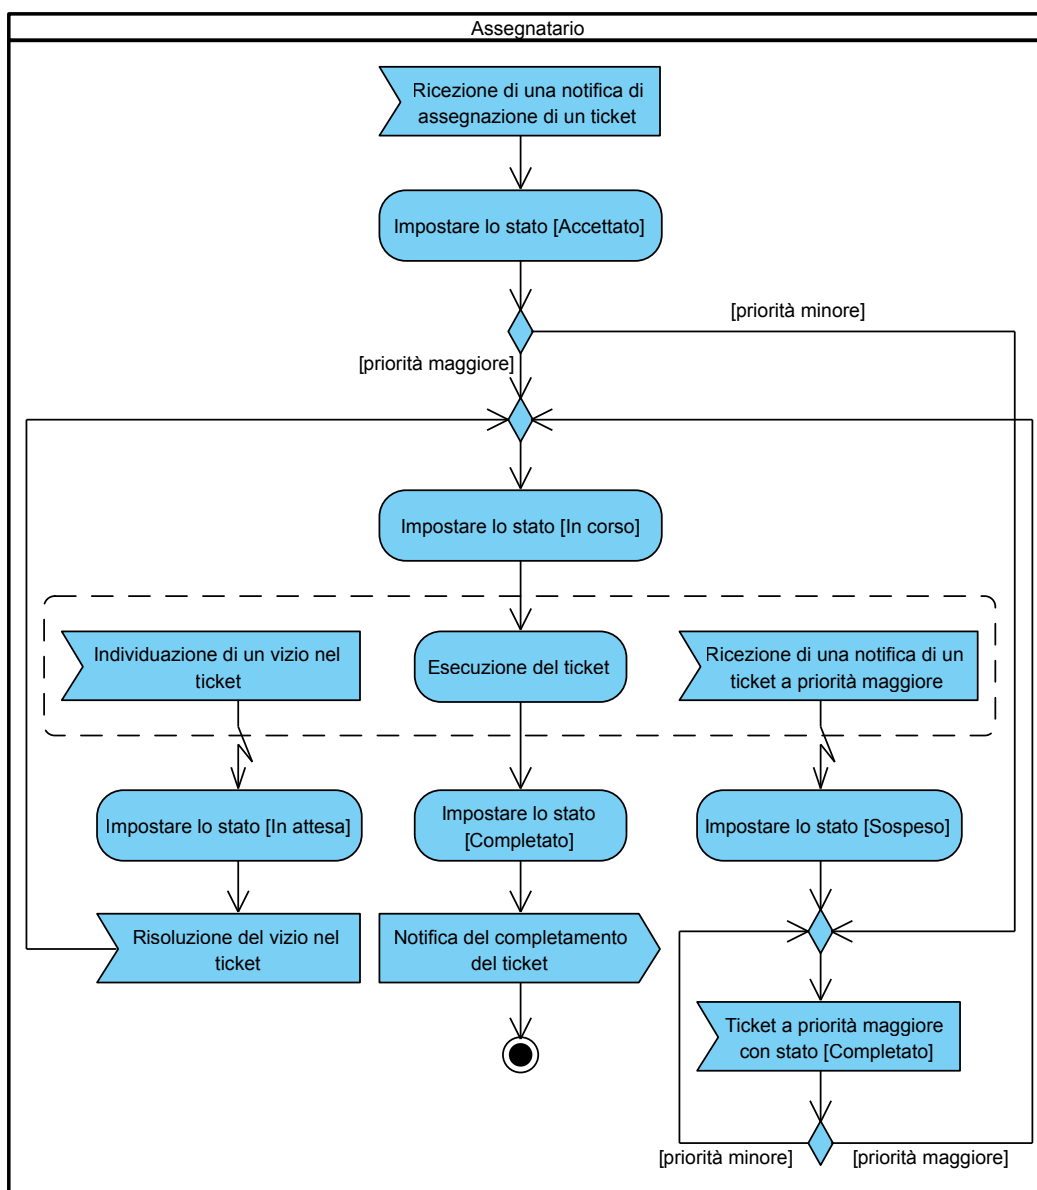 Assegnatario
Ricezione di una notifica di
assegnazione di un ticket
Impostare lo stato [Accettato]
[priorità minore]
[priorità maggiore]
Impostare lo stato [In corso]
Individuazione di un vizio nel
ticket
Esecuzione del ticket
Ricezione di una notifica di un
ticket a priorità maggiore
Impostare lo stato [In attesa]
Impostare lo stato
[Completato]
Impostare lo stato [Sospeso]
Risoluzione del vizio nel
ticket
Notifica del completamento
del ticket
Ticket a priorità maggiore
con stato [Completato]
[priorità minore]
[priorità maggiore]